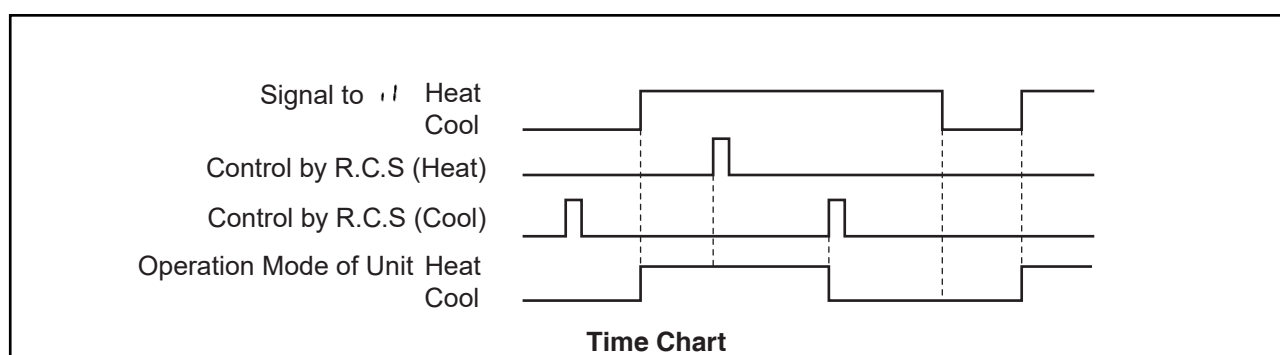 Signal to Heat
Cool
Control by R.C.S (Heat)
Control by R.C.S (Cool)
Operation Mode of Unit Heat
Cool
Time Chart